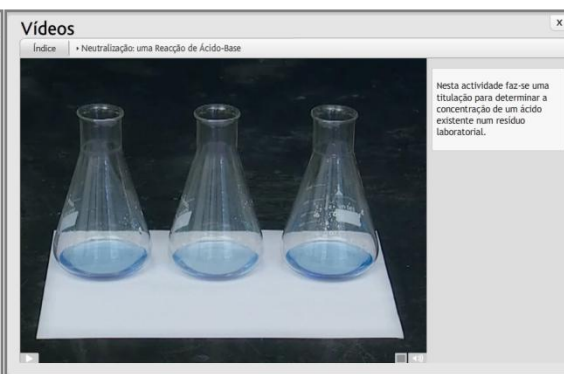 Vídeos
x
Índice
• Neutralização: uma Reacção de Ácido-Base
Nesta actividade faz-se uma
titulação para determinar a
concentração de um ácido
existente num resíduo
laboratorial.